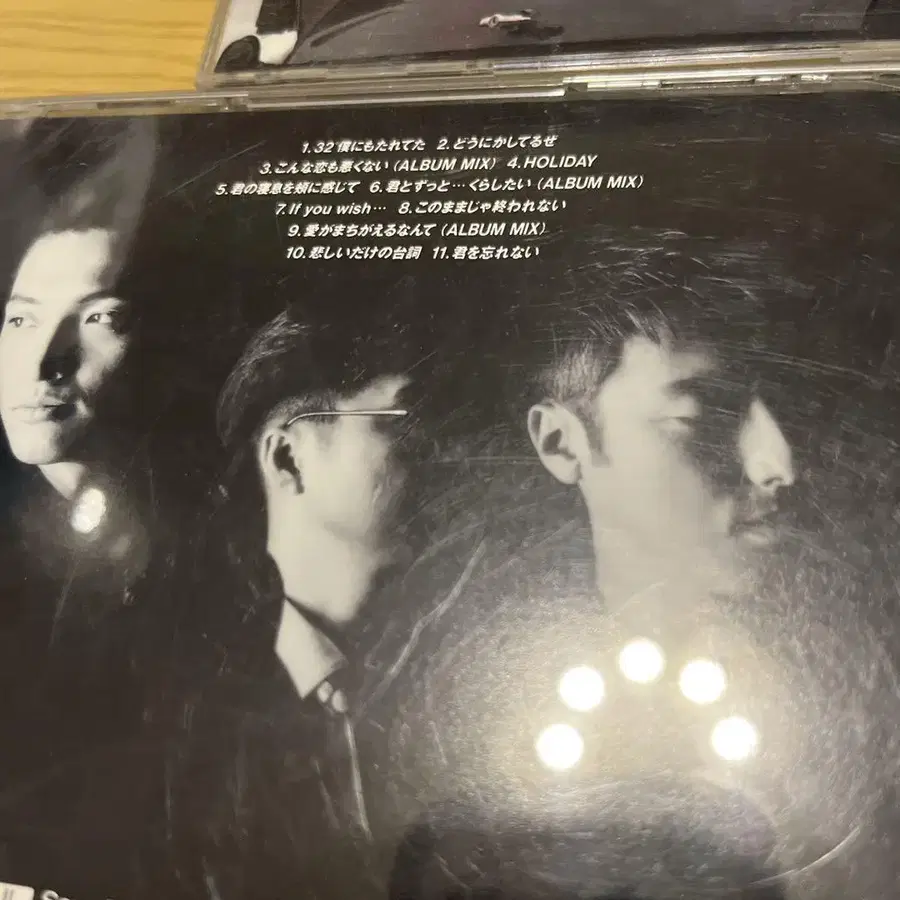 1. 32´僕にもたれてた 2. どうにかしてるぜ
3. こんな恋も悪くない (ALBUM MIX) 4. HOLIDAY
5. 君の寝息を頬に感じて 6. 君とずっと…くらしたい (ALBUM MIX)
7. If you wish… 8. このままじゃ終われない
9. 愛がまちがえるなんて (ALBUM MIX)
10. 悲しいだけの台詞 11. 君を忘れない